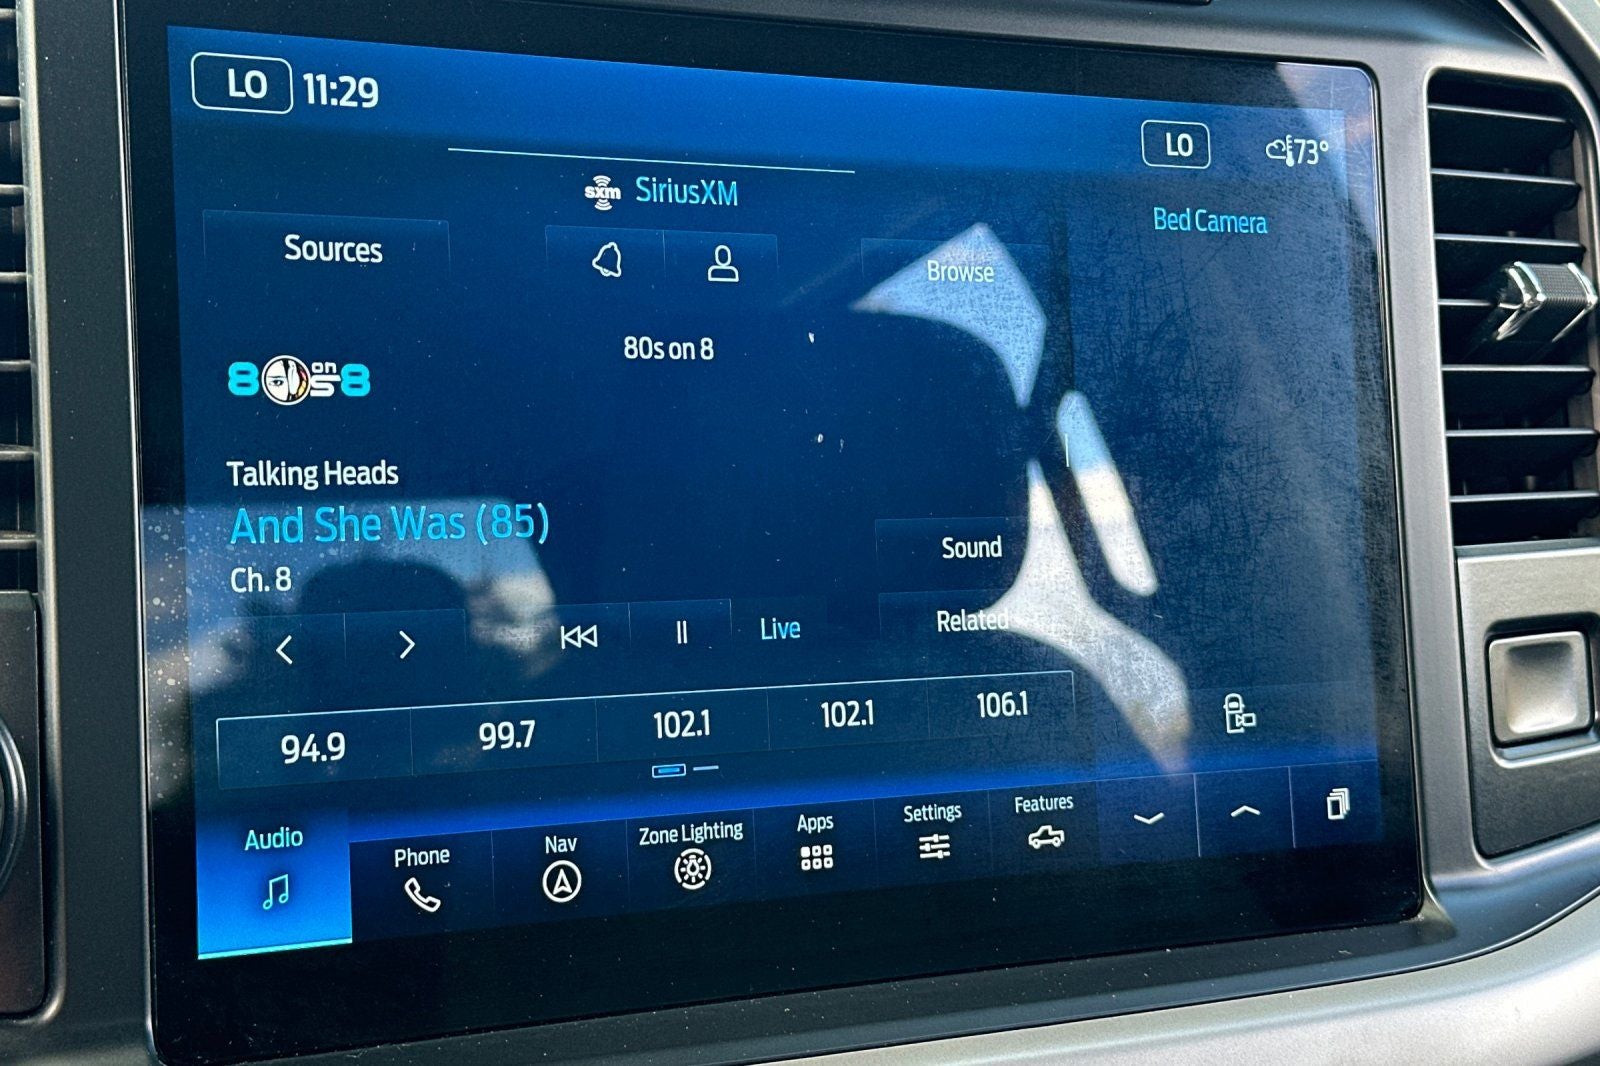 LO 11:29
LO 73°
sxm SiriusXM
Bed Camera
Sources
Browse
80s on 8
80s on 8
Talking Heads
And She Was (85)
Ch. 8
Sound
Live
Related
94.9 99.7 102.1 102.1 106.1
Audio Phone Nav Zone Lighting Apps Settings Features